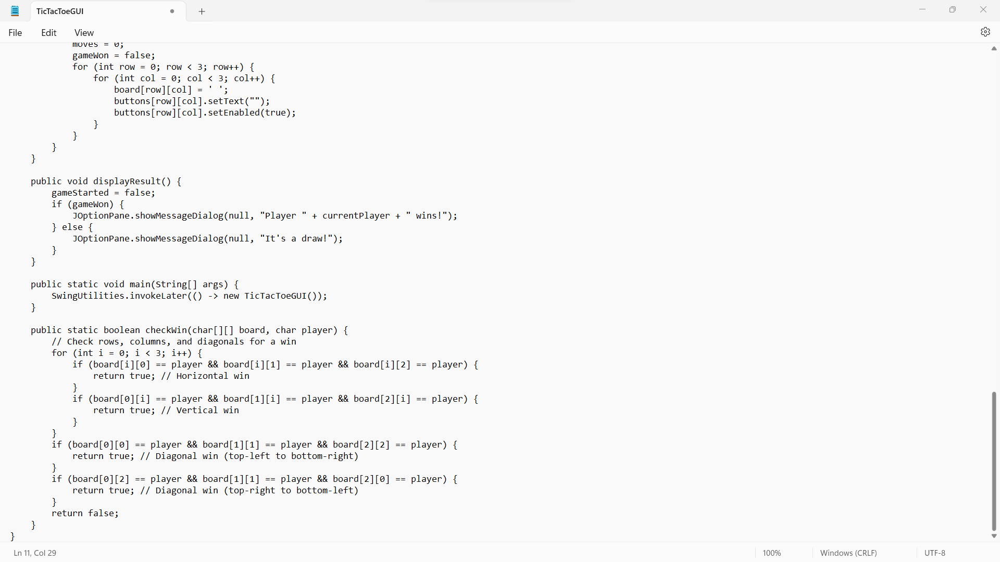 TicTacToeGUI
File Edit View
moves = 0;
gameWon = false;
for (int row = 0; row < 3; row++) {
for (int col = 0; col < 3; col++) {
board[row][col] = ' ';
buttons[row][col].setText("");
buttons[row][col].setEnabled(true);
}
}
}
}
public void displayResult() {
gameStarted = false;
if (gameWon) {
JOptionPane.showMessageDialog(null, "Player " + currentPlayer + " wins!");
} else {
JOptionPane.showMessageDialog(null, "It's a draw!");
}
}
public static void main(String[] args) {
SwingUtilities.invokeLater(() -> new TicTacToeGUI());
}
public static boolean checkWin(char[][] board, char player) {
// Check rows, columns, and diagonals for a win
for (int i = 0; i < 3; i++) {
if (board[i][0] == player && board[i][1] == player && board[i][2] == player) {
return true; // Horizontal win
}
if (board[0][i] == player && board[1][i] == player && board[2][i] == player) {
return true; // Vertical win
}
}
if (board[0][0] == player && board[1][1] == player && board[2][2] == player) {
return true; // Diagonal win (top-left to bottom-right)
}
if (board[0][2] == player && board[1][1] == player && board[2][0] == player) {
return true; // Diagonal win (top-right to bottom-left)
}
return false;
}
}
Ln 11, Col 29 100% Windows (CRLF) UTF-8